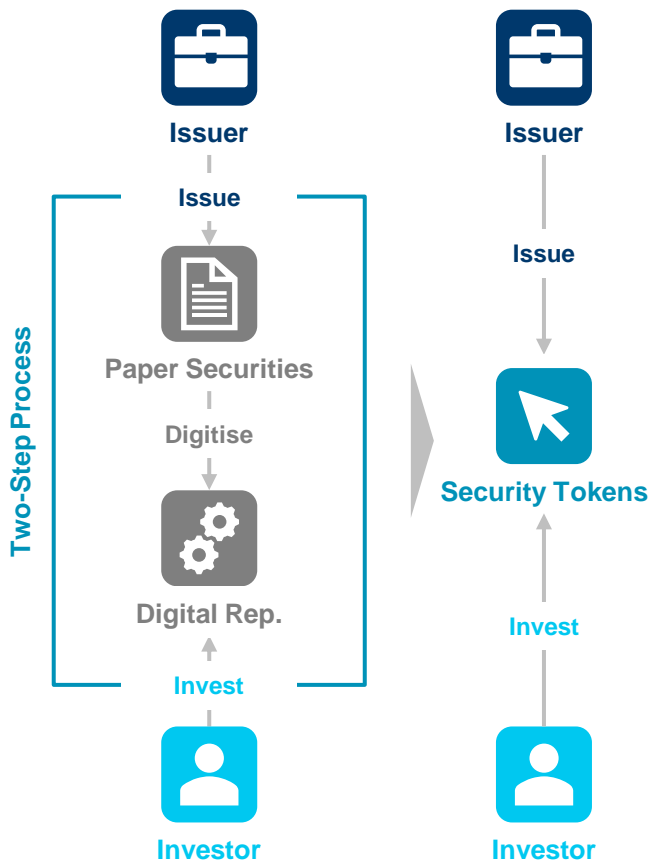 Issuer
Issue
Paper Securities
Digitise
Digital Rep.
Invest
Investor
Two-Step Process
Issuer
Issue
Security Tokens
Invest
Investor